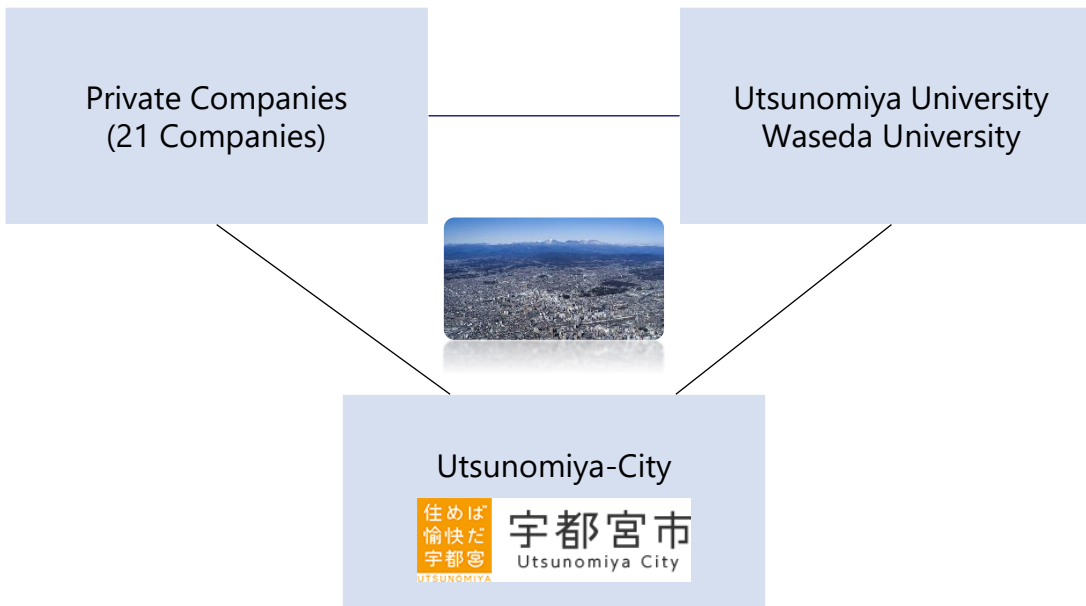 Private Companies
(21 Companies)
Utsunomiya University
Waseda University
Utsunomiya-City
住めば
愉快だ
宇都宮
UTSUNOMIYA
宇都宮市
Utsunomiya City